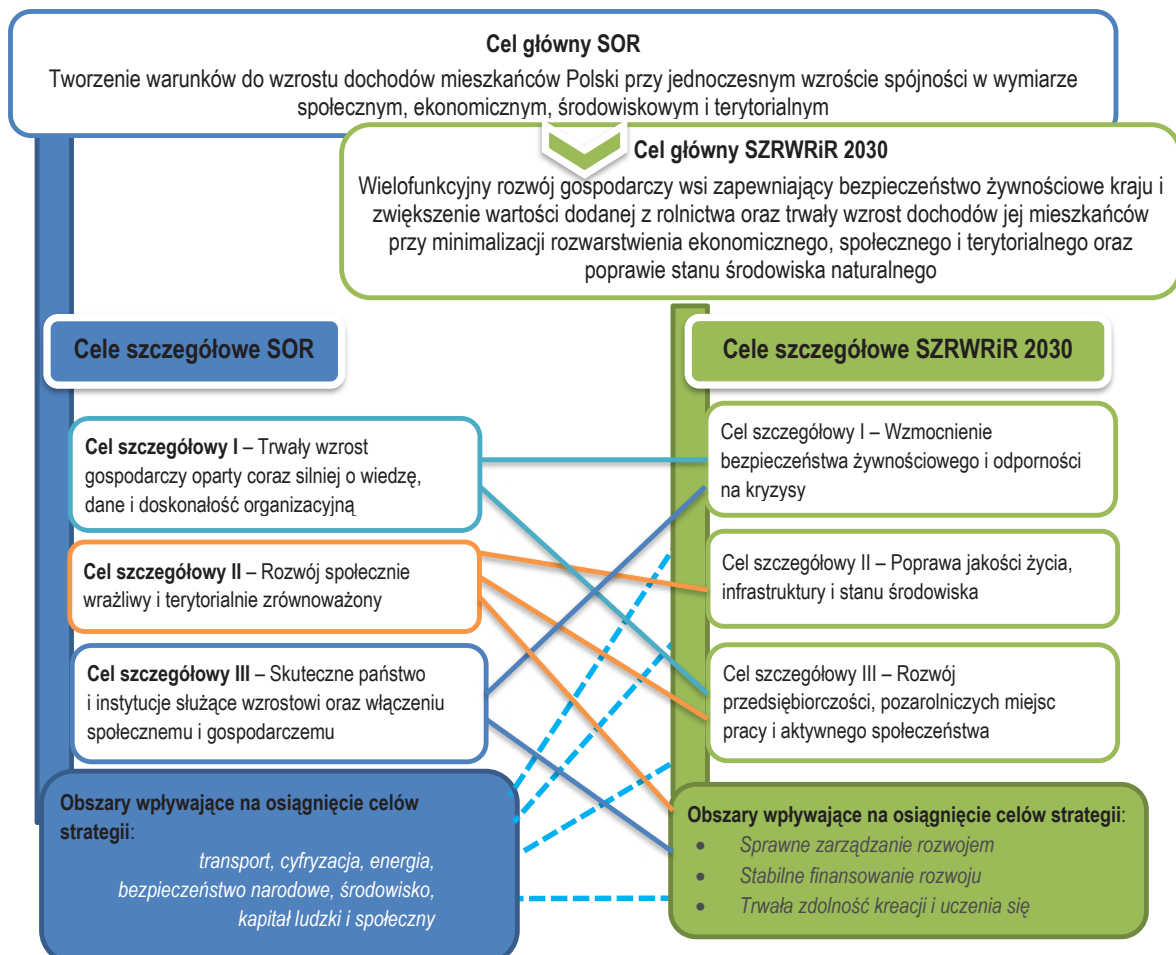 Cel główny SOR
Tworzenie warunków do wzrostu dochodów mieszkańców Polski przy jednoczesnym wzroście spójności w wymiarze
społecznym, ekonomicznym, środowiskowym i terytorialnym
Cel główny SZRWRiR 2030
Wielofunkcyjny rozwój gospodarczy wsi zapewniający bezpieczeństwo żywnościowe kraju i
zwiększenie wartości dodanej z rolnictwa oraz trwały wzrost dochodów jej mieszkańców
przy minimalizacji rozwarstwienia ekonomicznego, społecznego i terytorialnego oraz
poprawie stanu środowiska naturalnego
Cele szczegółowe SOR
Cel szczegółowy I – Trwały wzrost
gospodarczy oparty coraz silniej o wiedzę,
dane i doskonałość organizacyjną
Cel szczegółowy II – Rozwój społecznie
wrażliwy i terytorialnie zrównoważony
Cel szczegółowy III – Skuteczne państwo
i instytucje służące wzrostowi oraz włączeniu
społecznemu i gospodarczemu
Obszary wpływające na osiągnięcie celów
strategii:
transport, cyfryzacja, energia,
bezpieczeństwo narodowe, środowisko,
kapitał ludzki i społeczny
Cele szczegółowe SZRWRiR 2030
Cel szczegółowy I – Wzmocnienie
bezpieczeństwa żywnościowego i odporności
na kryzysy
Cel szczegółowy II – Poprawa jakości życia,
infrastruktury i stanu środowiska
Cel szczegółowy III – Rozwój
przedsiębiorczości, pozarolniczych miejsc
pracy i aktywnego społeczeństwa
Obszary wpływające na osiągnięcie celów strategii:
• Sprawne zarządzanie rozwojem
• Stabilne finansowanie rozwoju
• Trwała zdolność kreacji i uczenia się